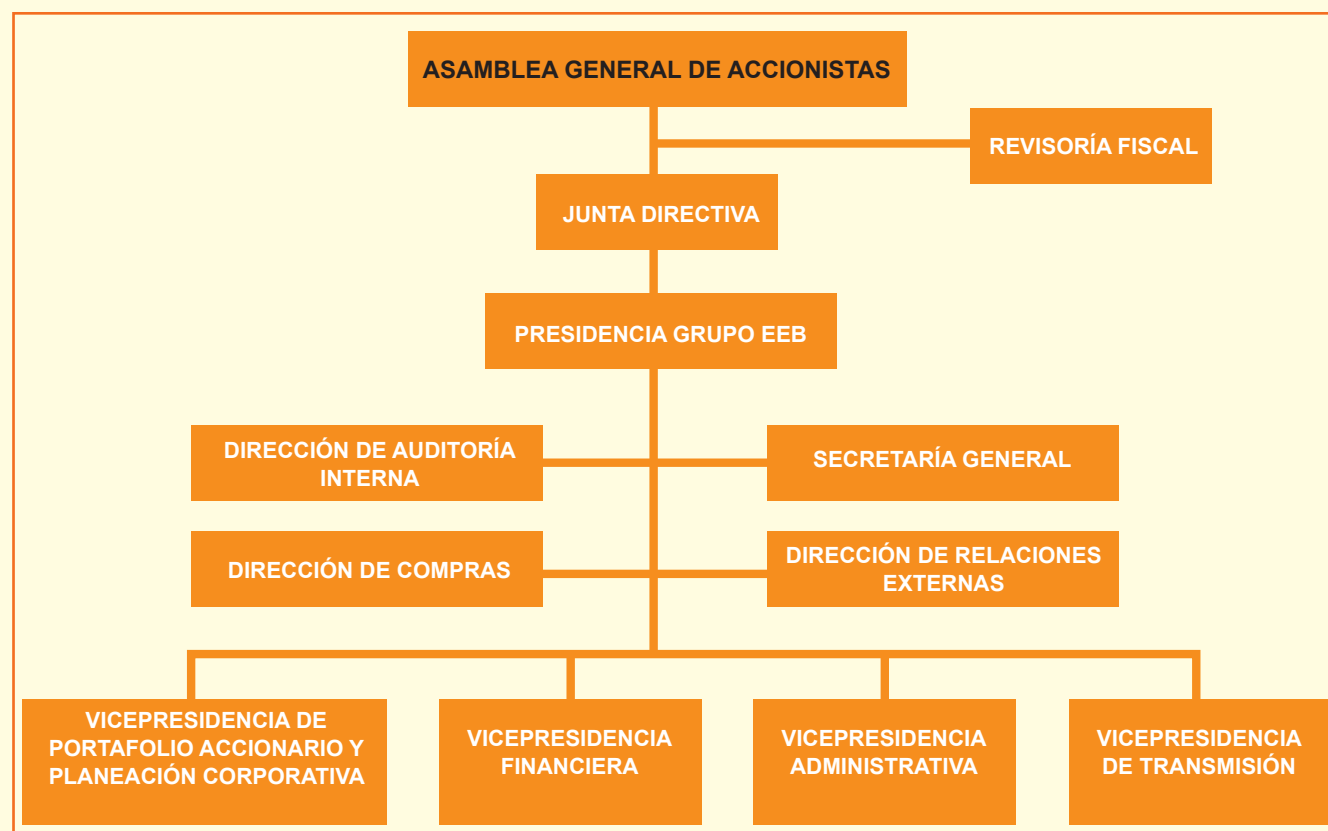 ASAMBLEA GENERAL DE ACCIONISTAS
REVISORÍA FISCAL
JUNTA DIRECTIVA
PRESIDENCIA GRUPO EEB
DIRECCIÓN DE AUDITORÍA
INTERNA
SECRETARÍA GENERAL
DIRECCIÓN DE COMPRAS
DIRECCIÓN DE RELACIONES
EXTERNAS
VICEPRESIDENCIA DE
PORTAFOLIO ACCIONARIO Y
PLANEACIÓN CORPORATIVA
VICEPRESIDENCIA
FINANCIERA
VICEPRESIDENCIA
ADMINISTRATIVA
VICEPRESIDENCIA
DE TRANSMISIÓN